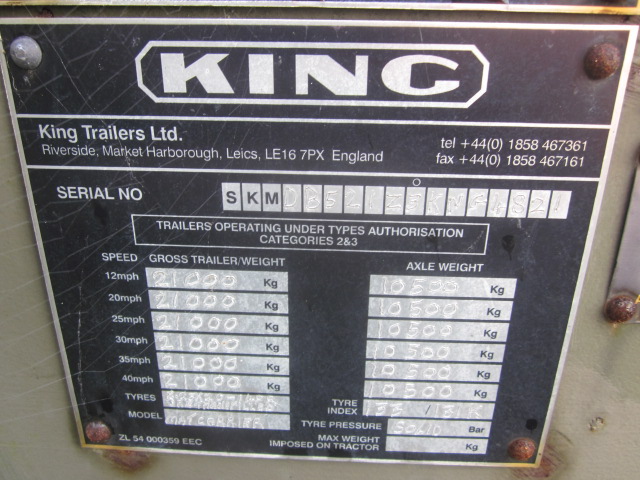 KING
King Trailers Ltd.
Riverside, Market Harborough, Leics, LE16 7PX England
tel +44(0) 1858 467361
fax +44(0) 1858 467161
SERIAL NO SKM
TRAILERS OPERATING UNDER TYPES AUTHORISATION
CATEGORIES 2&3
SPEED GROSS TRAILER/WEIGHT AXLE WEIGHT
12mph 21000 Kg 10500 Kg
20mph 21000 Kg 10500 Kg
25mph 21000 Kg 10500 Kg
30mph 21000 Kg 10500 Kg
35mph 21000 Kg 10500 Kg
40mph 21000 Kg 10500 Kg
TYRES
TYRE INDEX
MODEL
TYRE PRESSURE Bar
MAX WEIGHT
IMPOSED ON TRACTOR Kg
ZL 54 000359 EEC